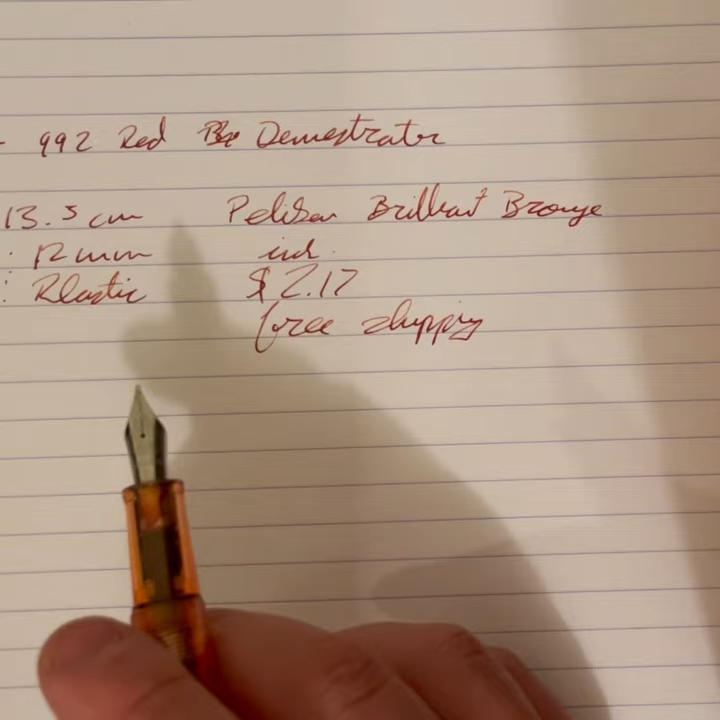 - 992 Red Demonstrator
13.5 cm Pelikan Brilliant Bronze
: 12 mm ink
: Plastic $2.17
free shipping